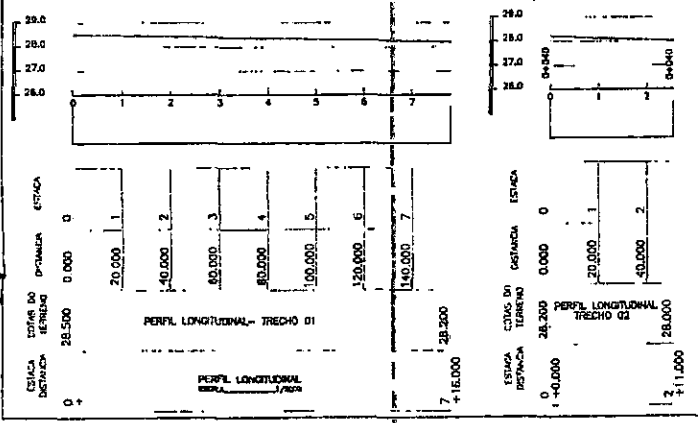 29.0
28.0
27.0
26.0
0 1 2 3 4 5 6 7
ESTACA 0 1 2 3 4 5 6 7
DISTANCIA 0.000 20.000 40.000 60.000 80.000 100.000 120.000 140.000
COTAS DO TERRENO 28.500 28.200
PERFIL LONGITUDINAL- TRECHO 01
ESTACA DISTANCIA 0+ 7 +16.000
PERFIL LONGITUDINAL
29.0
28.0
27.0
26.0
0+040 0+040
0 1 2
ESTACA 0 1 2
DISTANCIA 0.000 20.000 40.000
COTAS DO TERRENO 28.200 28.000
PERFIL LONGITUDINAL
TRECHO 02
ESTACA DISTANCIA 0 +0.000 2 +11.000